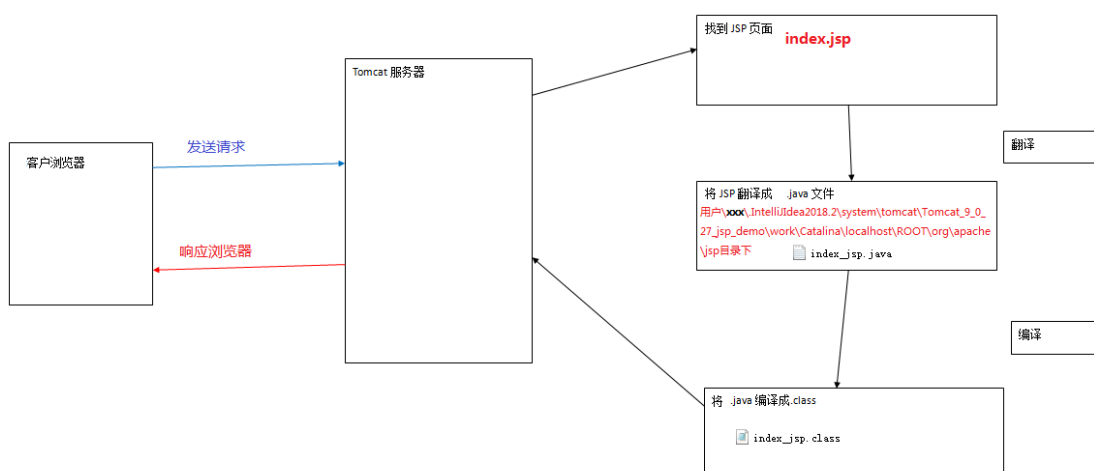 找到 JSP 页面 index.jsp
Tomcat 服务器
发送请求
客户浏览器
翻译
将 JSP 翻译成 .java 文件
用户\xxx\.IntelliJIdea2018.2\system\tomcat\Tomcat_9_0_
27_jsp_demo\work\Catalina\localhost\ROOT\org\apache
\jsp目录下 index_jsp.java
响应浏览器
编译
将 .java 编译成.class
index_jsp.class